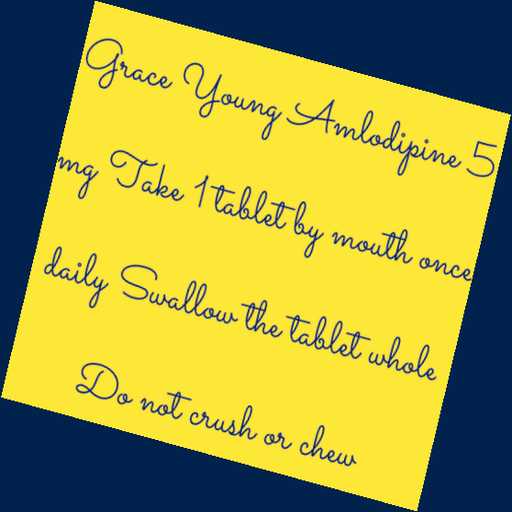 Grace Young Amlodipine 5
mg Take 1 tablet by mouth once
daily Swallow the tablet whole
Do not crush or chew